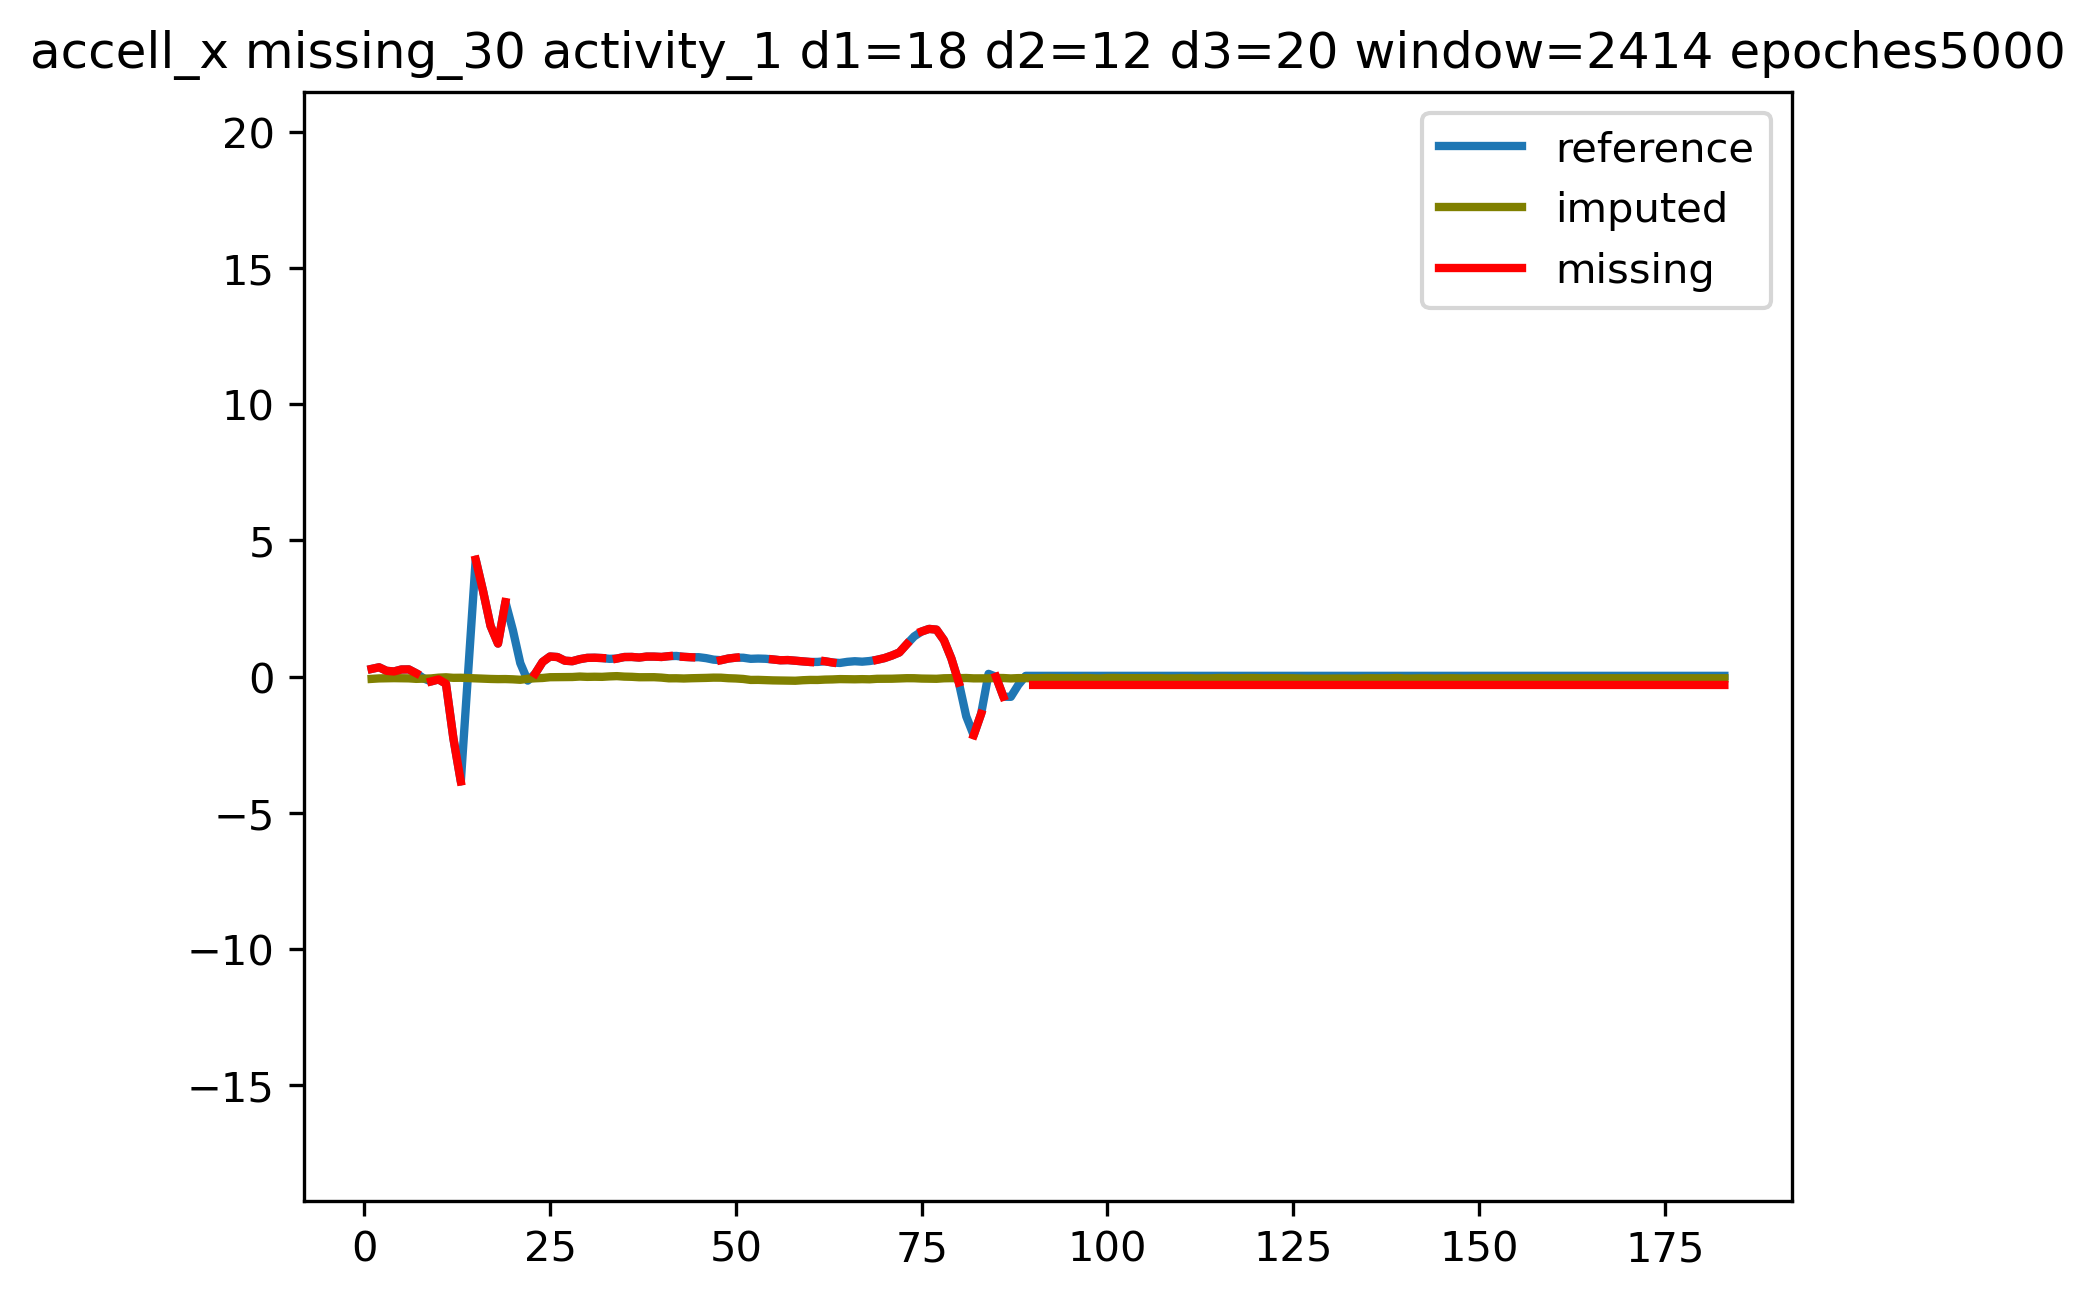 accell_x missing_30 activity_1 d1=18 d2=12 d3=20 window=2414 epoches5000
reference
imputed
missing
20
15
10
5
0
−5
−10
−15
0 25 50 75 100 125 150 175